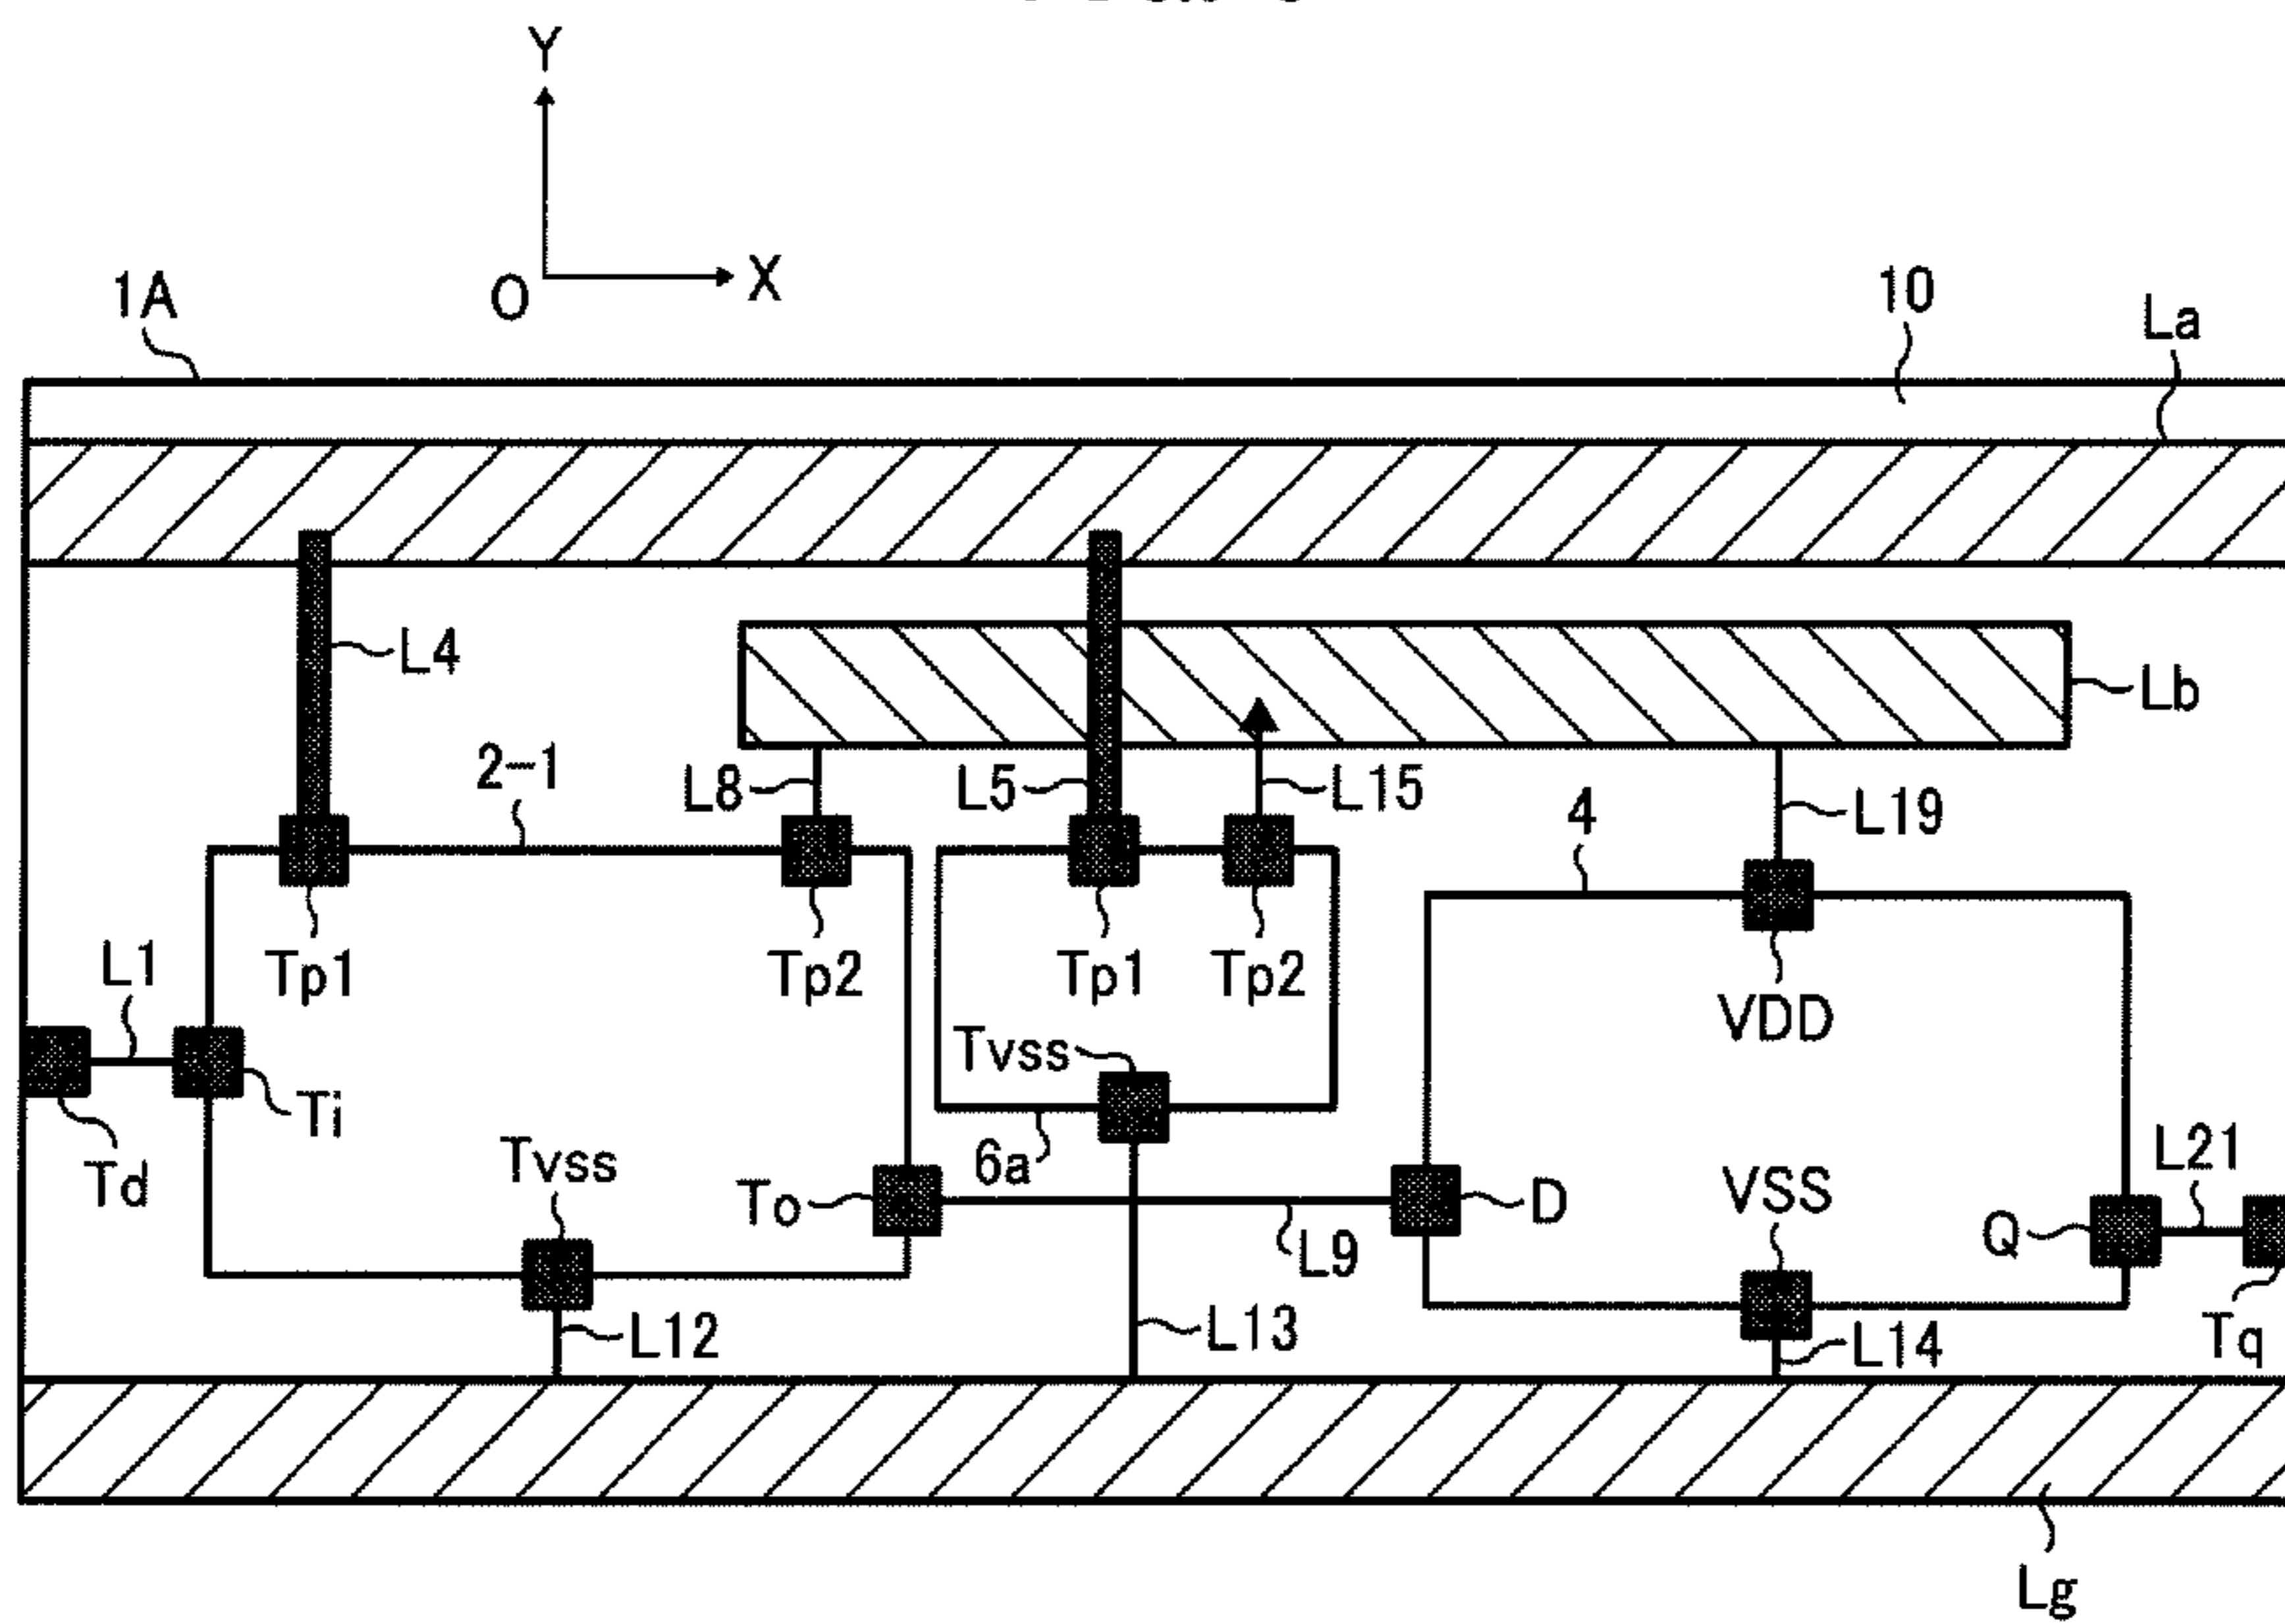 Y
O
X
1A
10
La
L4
Lb
2-1
L8
L5
L15
4
L19
L1
Tp1
Tp2
Tp1
Tp2
VDD
Tvss
Ti
Td
Tvss
To
6a
D
VSS
L21
Q
L9
L12
L13
L14
Tq
Lg